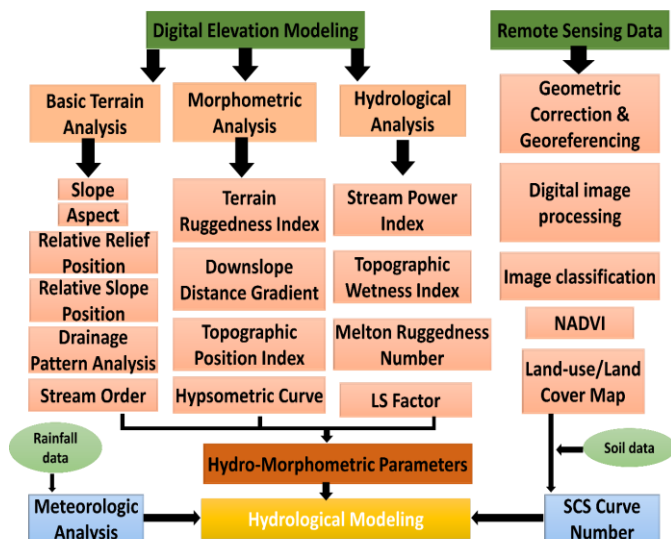 Digital Elevation Modeling
Remote Sensing Data
Basic Terrain
Analysis
Morphometric
Analysis
Hydrological
Analysis
Geometric
Correction &
Georeferencing
Slope
Aspect
Relative Relief
Position
Relative Slope
Position
Drainage
Pattern Analysis
Stream Order
Terrain
Ruggedness Index
Downslope
Distance Gradient
Topographic
Position Index
Hypsometric Curve
Stream Power
Index
Topographic
Wetness Index
Melton Ruggedness
Number
LS Factor
Digital image
processing
Image classification
NADVI
Land-use/Land
Cover Map
Rainfall
data
Soil data
Hydro-Morphometric Parameters
Meteorologic
Analysis
Hydrological Modeling
SCS Curve
Number